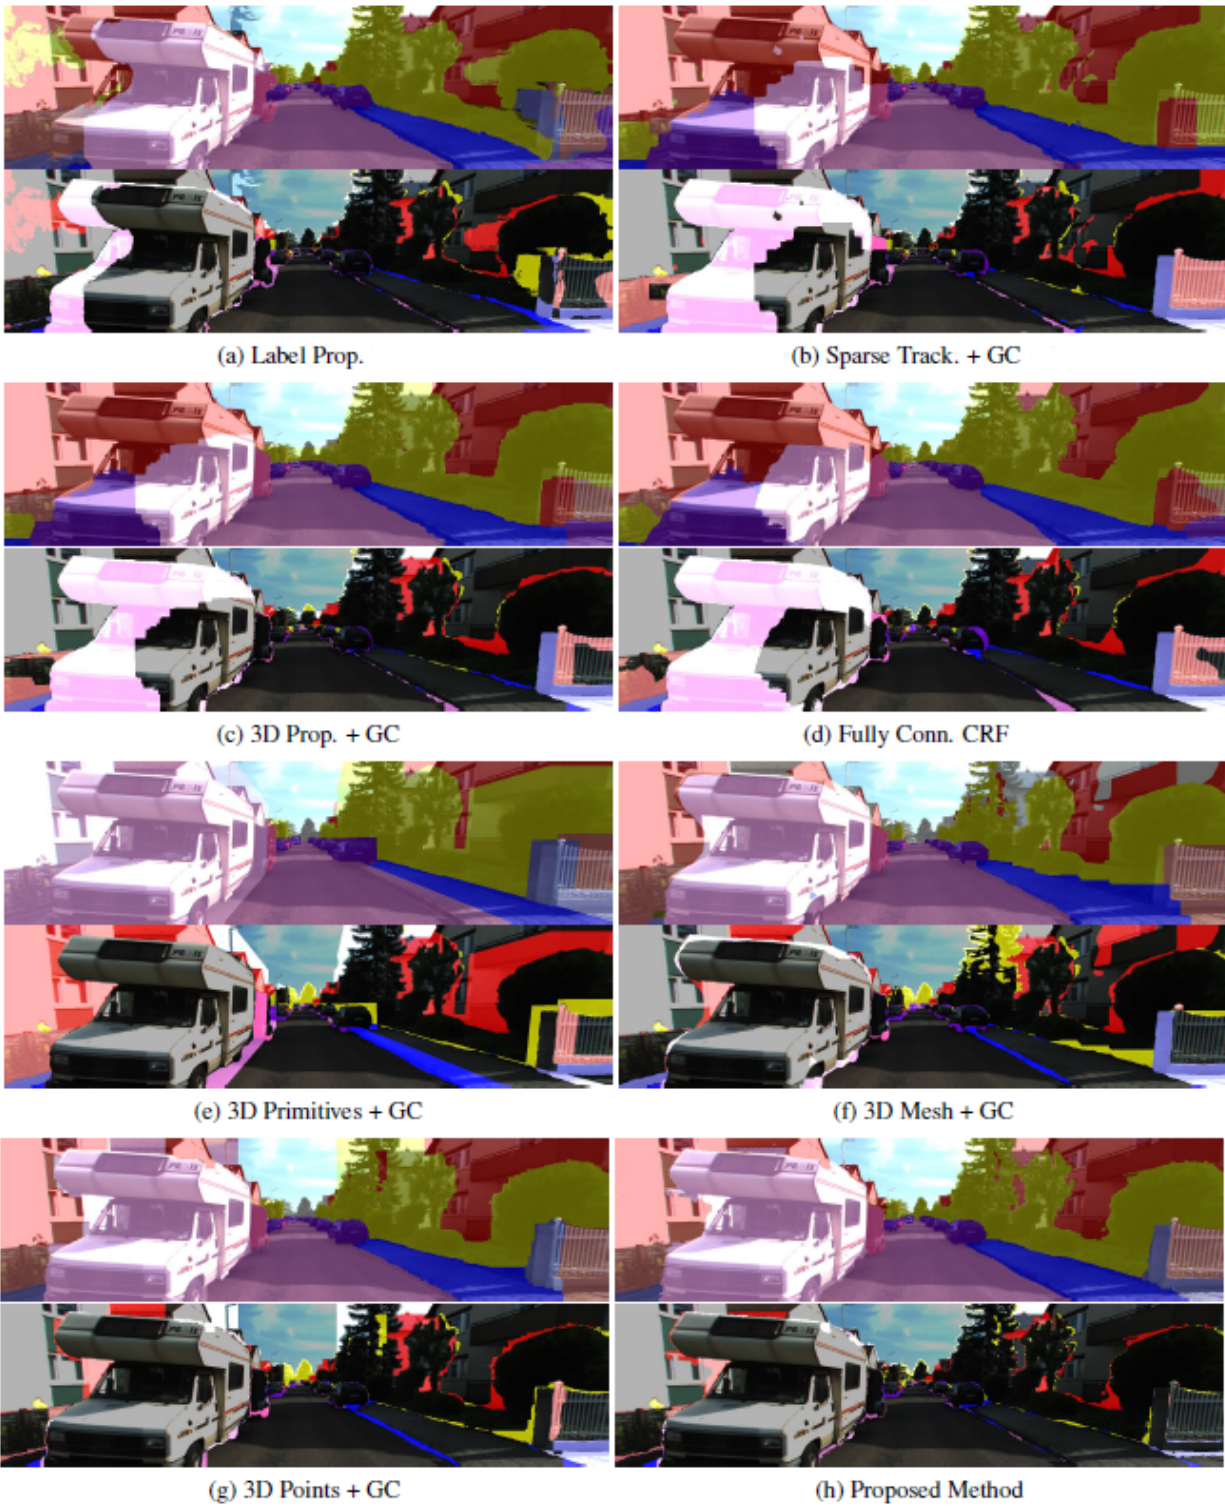 (a) Label Prop.
(b) Sparse Track. + GC
(c) 3D Prop. + GC
(d) Fully Conn. CRF
(e) 3D Primitives + GC
(f) 3D Mesh + GC
(g) 3D Points + GC
(h) Proposed Method